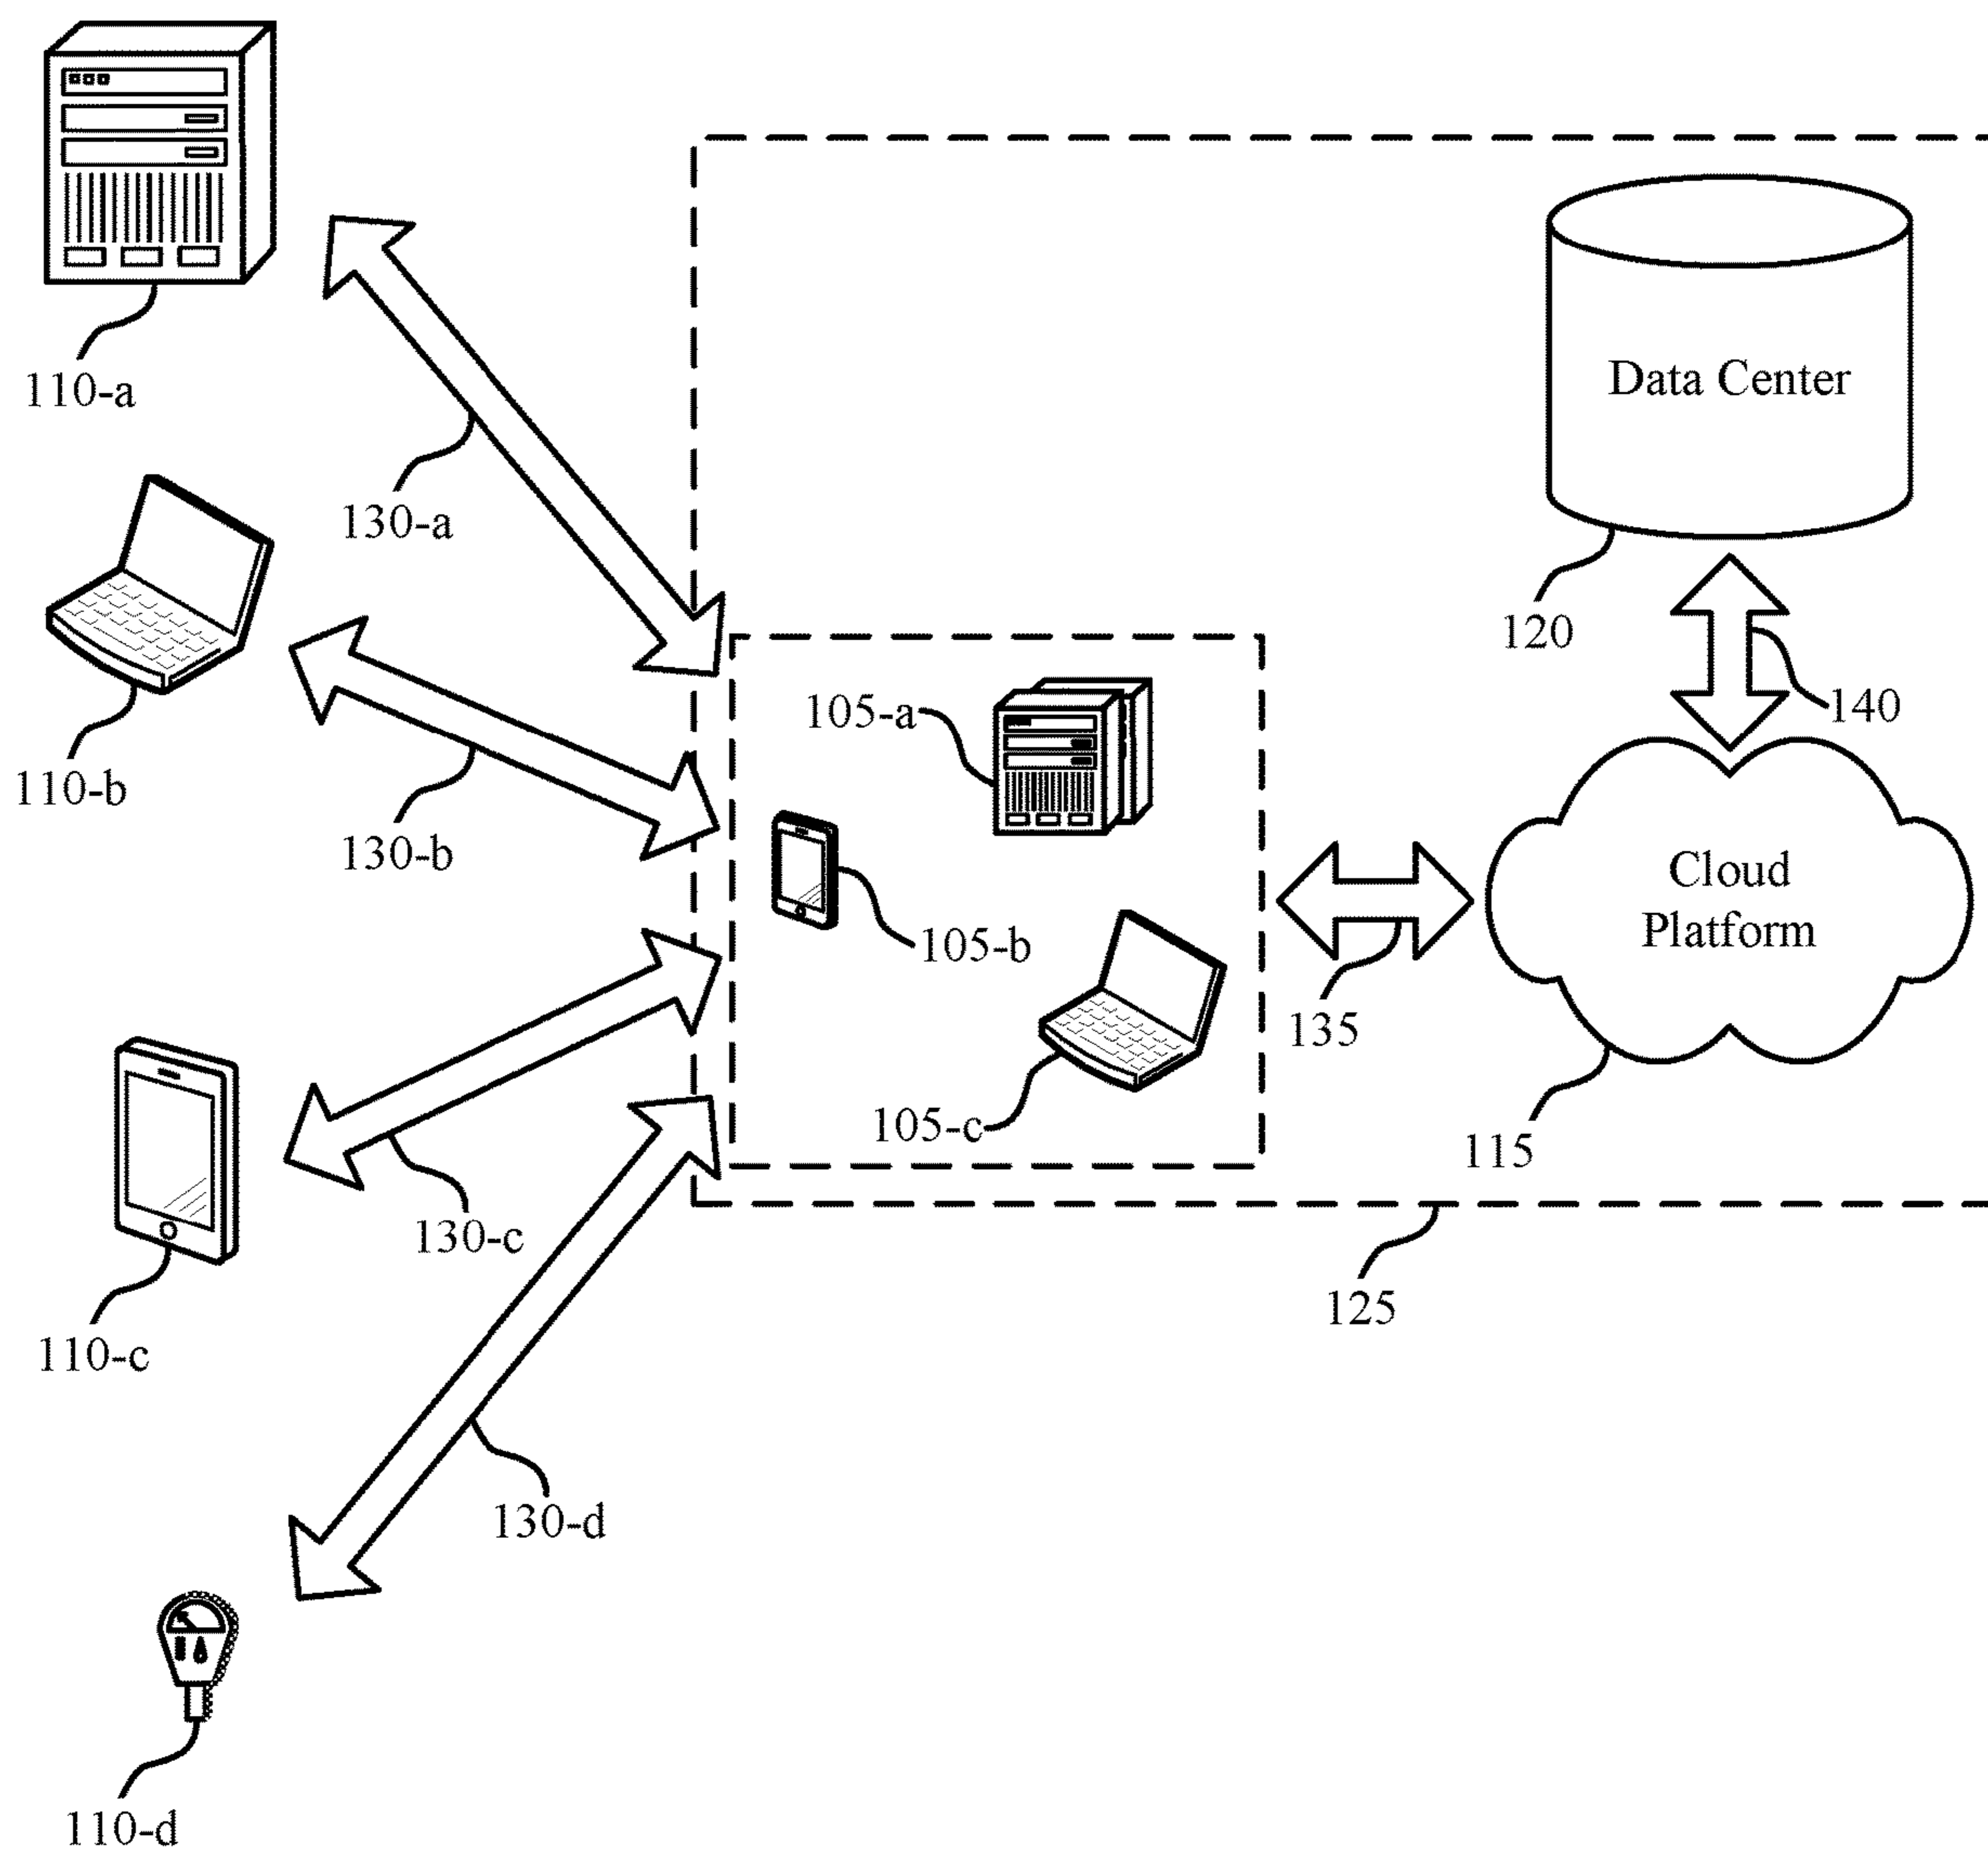 110-a
130-a
Data Center
120
140
110-b
130-b
105-a
105-b
105-c
Cloud
Platform
135
115
130-c
125
110-c
130-d
110-d